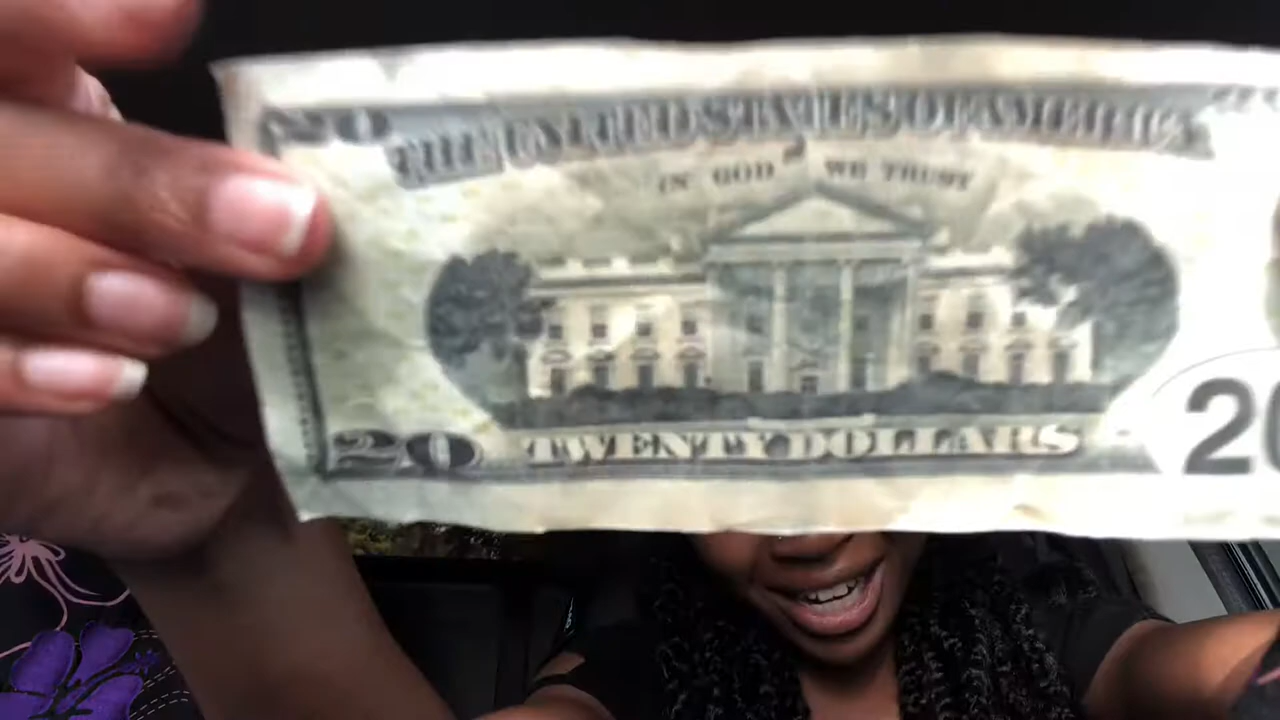 20 THE UNITED STATES OF AMERICA
IN GOD WE TRUST
20 TWENTY DOLLARS 20